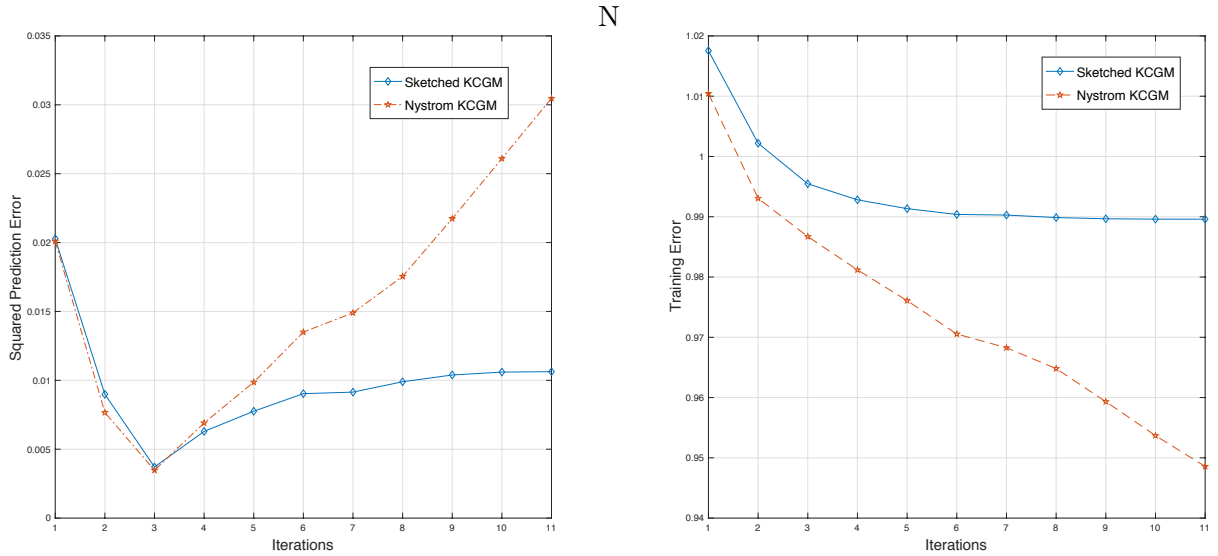 N
0.035
0.03
0.025
0.02
0.015
0.01
0.005
0
Squared Prediction Error
Sketched KCGM
Nystrom KCGM
1 2 3 4 5 6 7 8 9 10 11
Iterations
1.02
1.01
1
0.99
0.98
0.97
0.96
0.95
0.94
Training Error
Sketched KCGM
Nystrom KCGM
1 2 3 4 5 6 7 8 9 10 11
Iterations